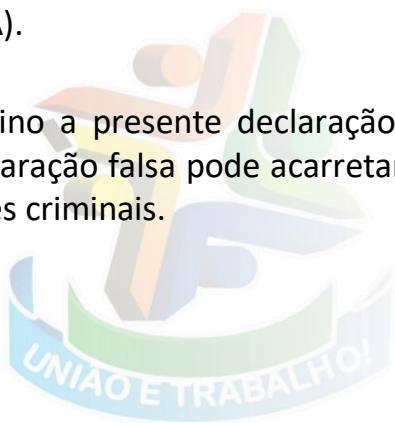 ).
ino a presente declaração
aração falsa pode acarretar
es criminais.
UNIÃO E TRABALHO!